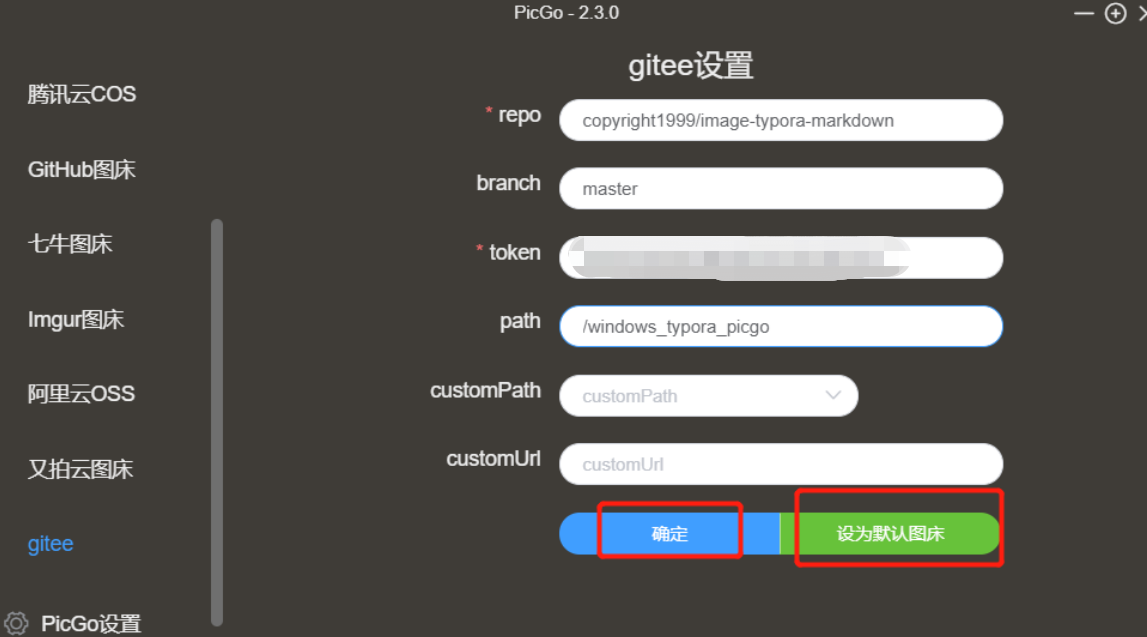 PicGo - 2.3.0
腾讯云COS
GitHub图床
七牛图床
Imgur图床
阿里云OSS
又拍云图床
gitee
PicGo设置
gitee设置
* repo
copyright1999/image-typora-markdown
branch
master
* token
path
/windows_typora_picgo
customPath
customPath
customUrl
customUrl
确定
设为默认图床